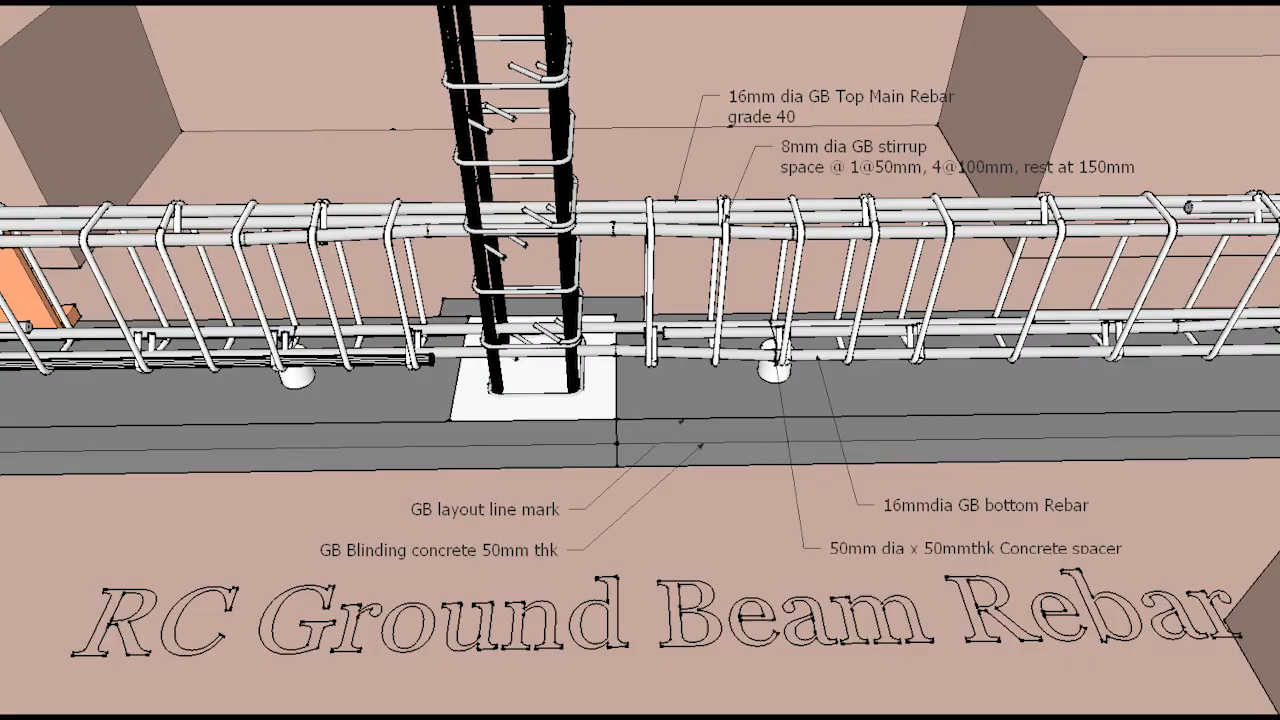 16mm dia GB Top Main Rebar
grade 40
8mm dia GB stirrup
space @ 1@50mm, 4@100mm, rest at 150mm
GB layout line mark
16mmdia GB bottom Rebar
GB Blinding concrete 50mm thk
50mm dia x 50mmthk Concrete spacer
RC Ground Beam Rebar